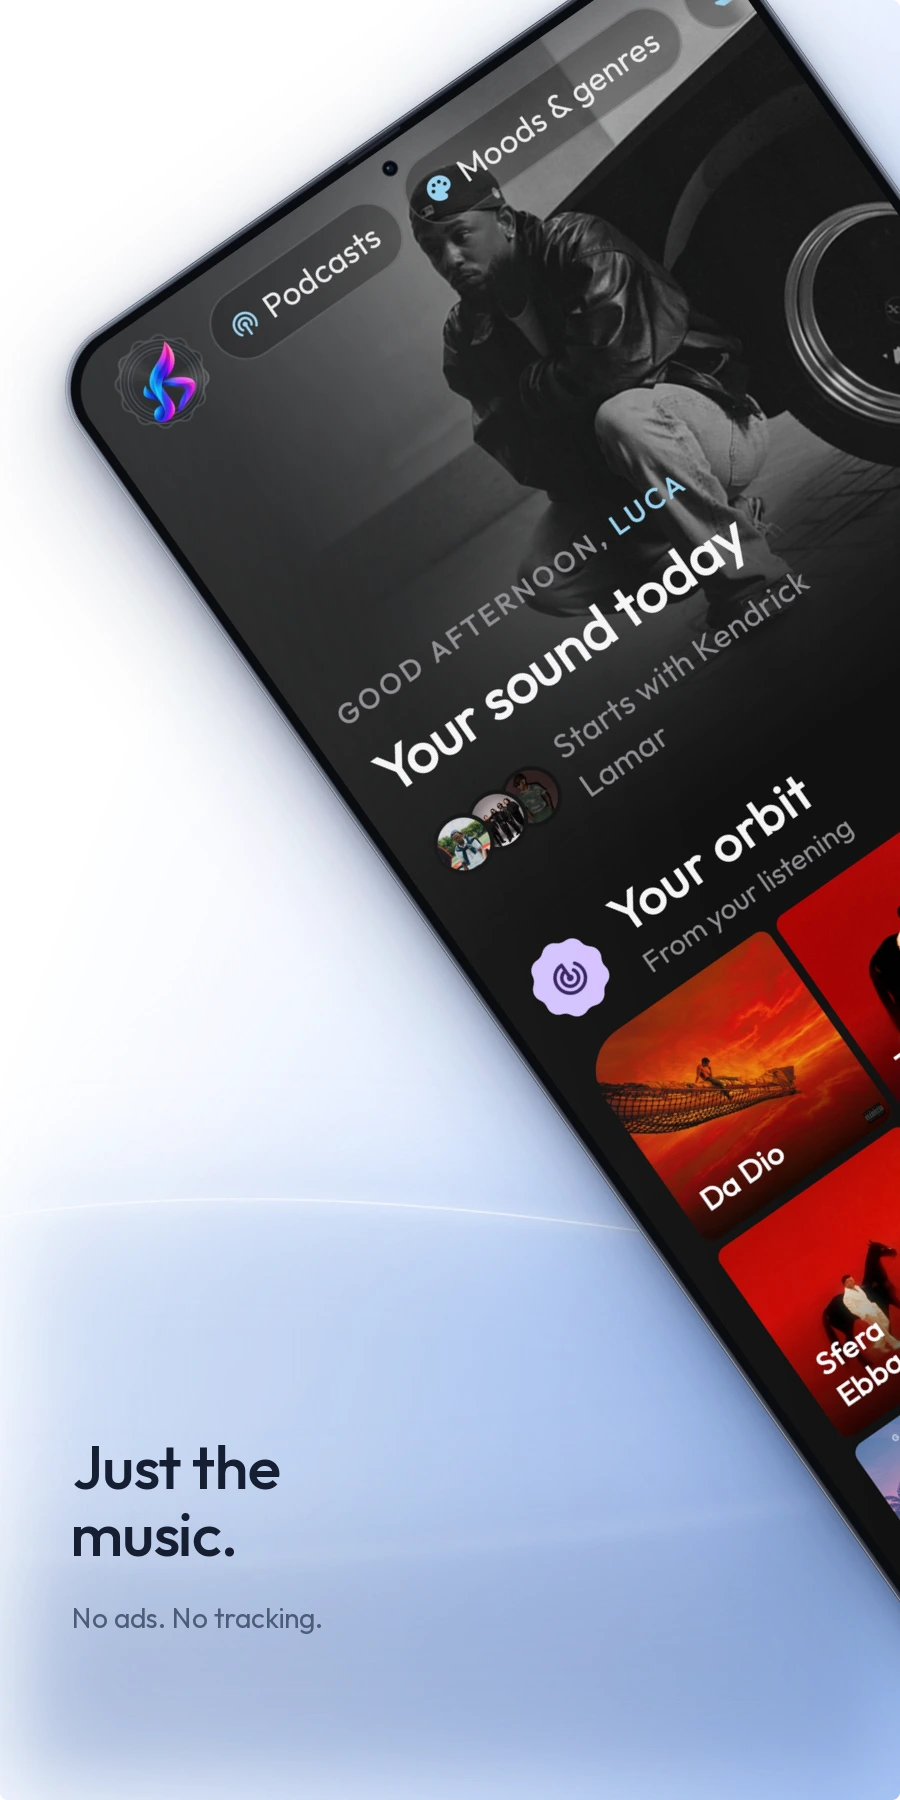 Moods & genres
Podcasts
GOOD AFTERNOON, LUCA
Your sound today
Starts with Kendrick
Lamar
Your orbit
From your listening
Da Dio
Sfera
Just the
music.
No ads. No tracking.